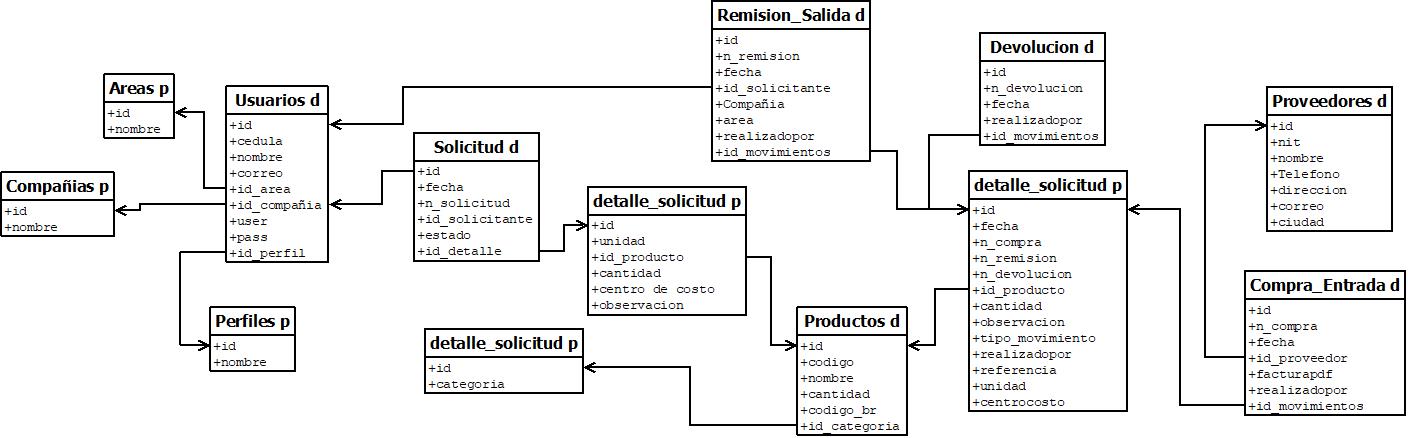 Remision_Salida d
+id
+n_remision
+fecha
+id_solicitante
+Compañia
+area
+realizadopor
+id_movimientos
Devolucion d
+id
+n_devolucion
+fecha
+realizadopor
+id_movimientos
Areas p
+id
+nombre
Usuarios d
+id
+cedula
+nombre
+correo
+id_area
+id_compañia
+user
+pass
+id_perfil
Proveedores d
+id
+nit
+nombre
+Telefono
+direccion
+correo
+ciudad
Solicitud d
+id
+fecha
+n_solicitud
+id_solicitante
+estado
+id_detalle
Compañias p
+id
+nombre
detalle_solicitud p
+id
+unidad
+id_producto
+cantidad
+centro de costo
+observacion
detalle_solicitud p
+id
+fecha
+n_compra
+n_remision
+n_devolucion
+id_producto
+cantidad
+observacion
+tipo_movimiento
+realizadopor
+referencia
+unidad
+centrocosto
Compra_Entrada d
+id
+n_compra
+fecha
+id_proveedor
+facturapdf
+realizadopor
+id_movimientos
Perfiles p
+id
+nombre
detalle_solicitud p
+id
+categoria
Productos d
+id
+codigo
+nombre
+cantidad
+codigo_br
+id_categoria